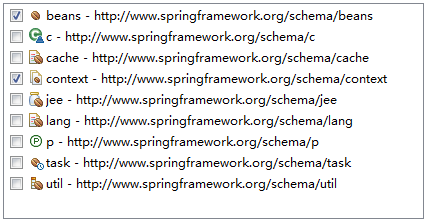 beans - http://www.springframework.org/schema/beans
c - http://www.springframework.org/schema/c
cache - http://www.springframework.org/schema/cache
context - http://www.springframework.org/schema/context
jee - http://www.springframework.org/schema/jee
lang - http://www.springframework.org/schema/lang
p - http://www.springframework.org/schema/p
task - http://www.springframework.org/schema/task
util - http://www.springframework.org/schema/util